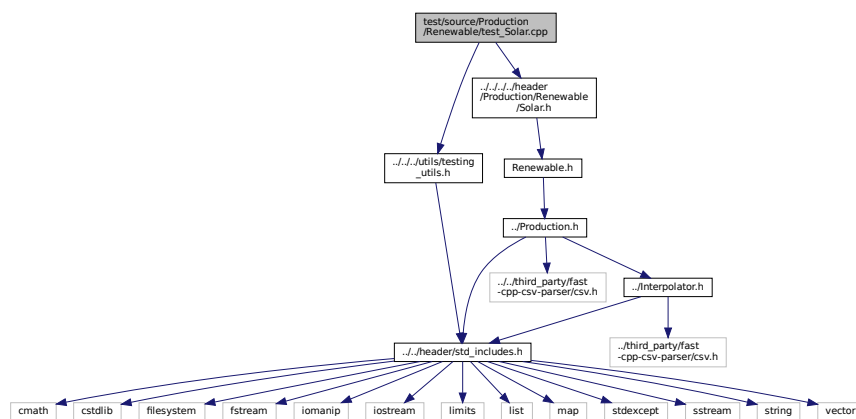 test/source/Production
/Renewable/test_Solar.cpp
../../../../header
/Production/Renewable
/Solar.h
../../../utils/testing
_utils.h
Renewable.h
../Production.h
../../third_party/fast
-cpp-csv-parser/csv.h
../Interpolator.h
../third_party/fast
-cpp-csv-parser/csv.h
../../header/std_includes.h
cmath
cstdlib
filesystem
fstream
iomanip
iostream
limits
list
map
stdexcept
sstream
string
vector